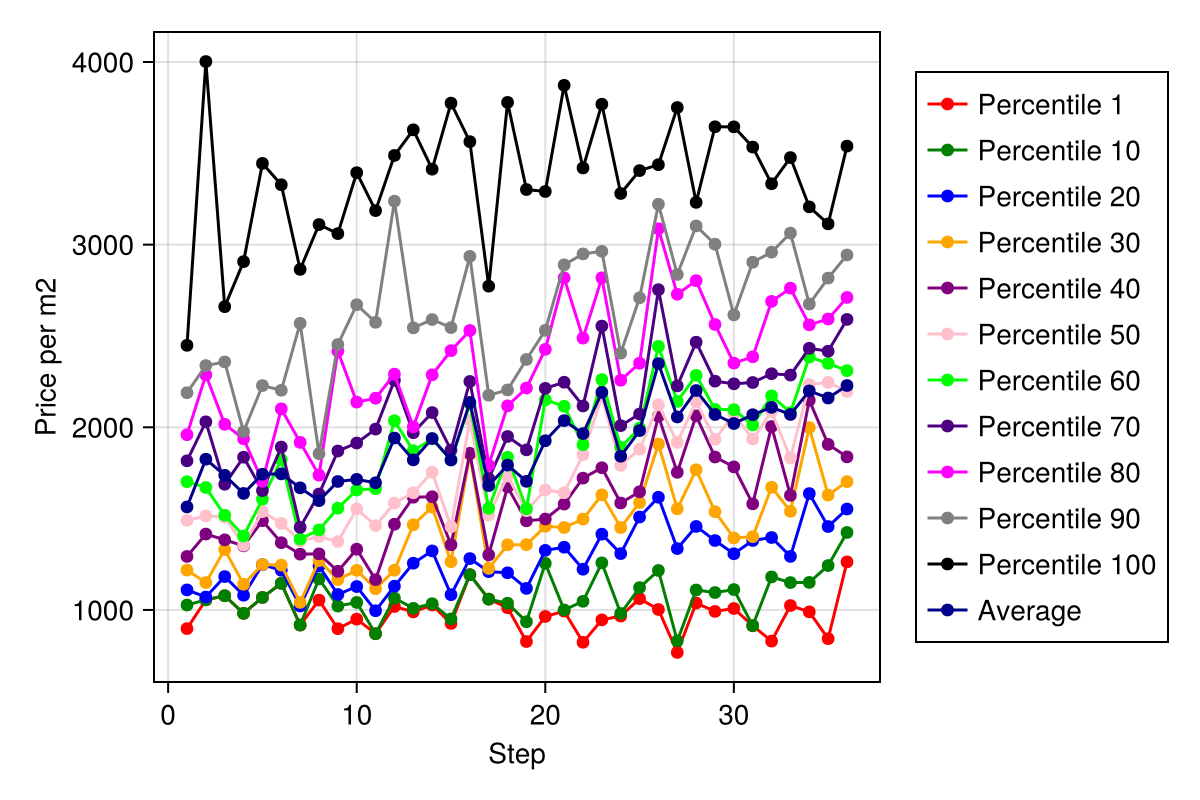 4000
3000
2000
1000
Price per m2
0
10
20
30
Step
Percentile 1
Percentile 10
Percentile 20
Percentile 30
Percentile 40
Percentile 50
Percentile 60
Percentile 70
Percentile 80
Percentile 90
Percentile 100
Average